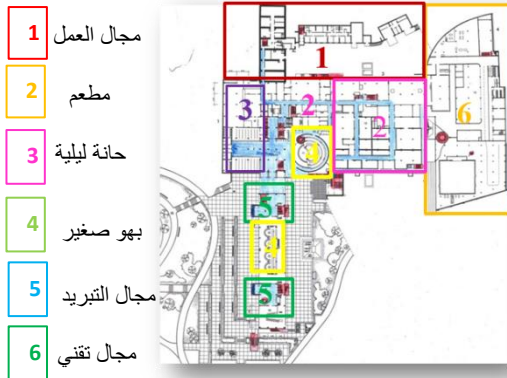 1 مجال العمل
2 مطعم
3 حانة ليلية
4 بهو صغير
5 مجال التبريد
6 مجال تقني
1
3
2
2
6
4
5
4
5